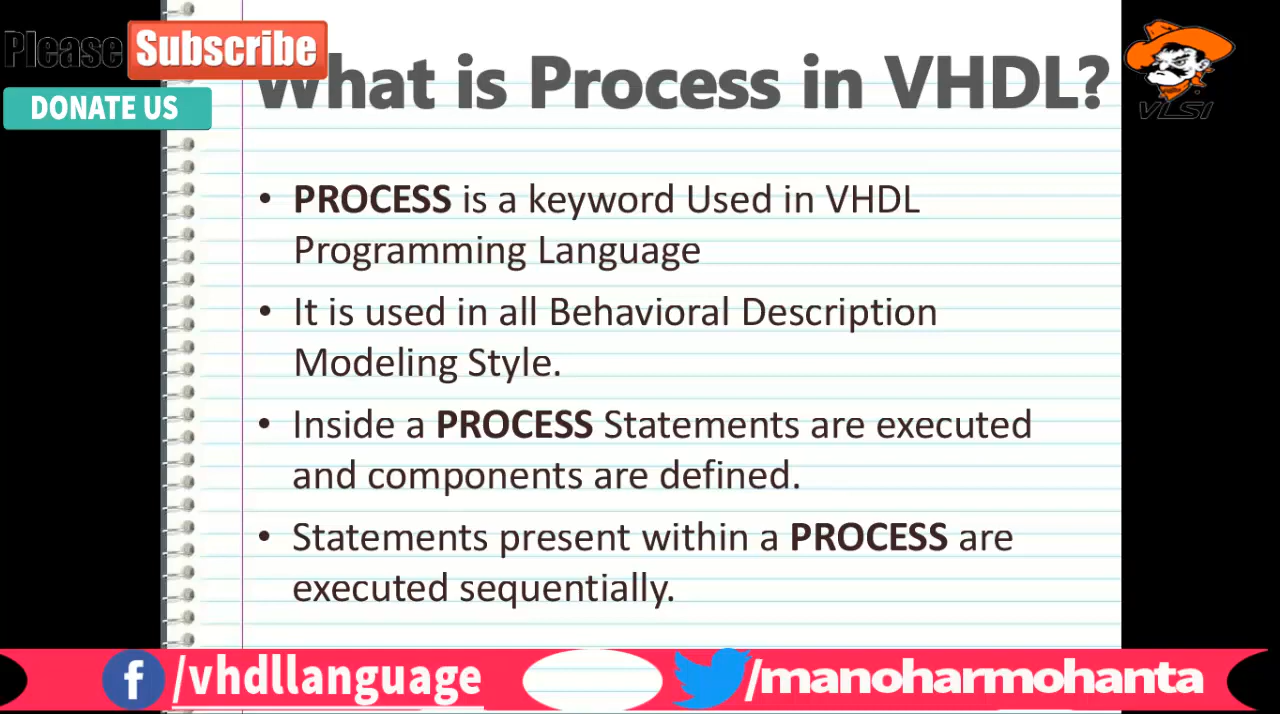 Please Subscribe
DONATE US
What is Process in VHDL?
VLSI
• PROCESS is a keyword Used in VHDL
Programming Language
• It is used in all Behavioral Description
Modeling Style.
• Inside a PROCESS Statements are executed
and components are defined.
• Statements present within a PROCESS are
executed sequentially.
f /vhdllanguage
/manoharmohanta